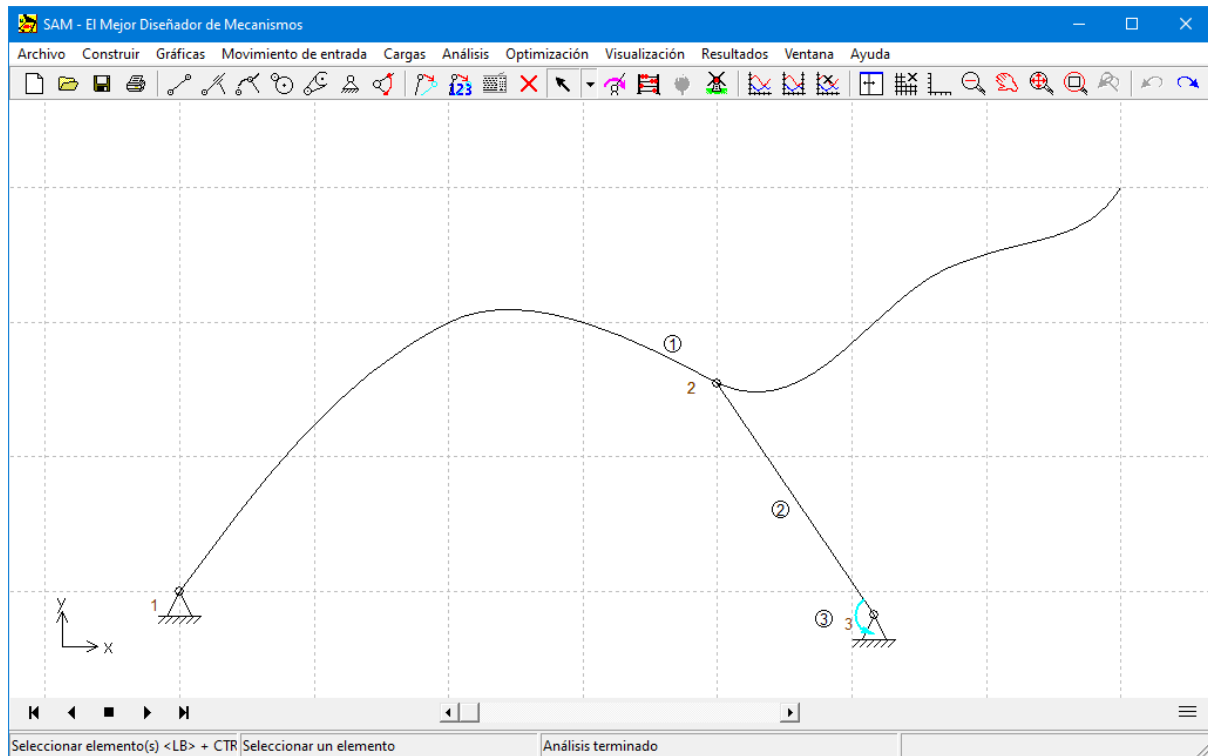 SAM - El Mejor Diseñador de Mecanismos
Archivo Construir Gráficas Movimiento de entrada Cargas Análisis Optimización Visualización Resultados Ventana Ayuda
123
1
2
2
y
1
3
3
x
Seleccionar elemento(s) <LB> + CTR Seleccionar un elemento Análisis terminado